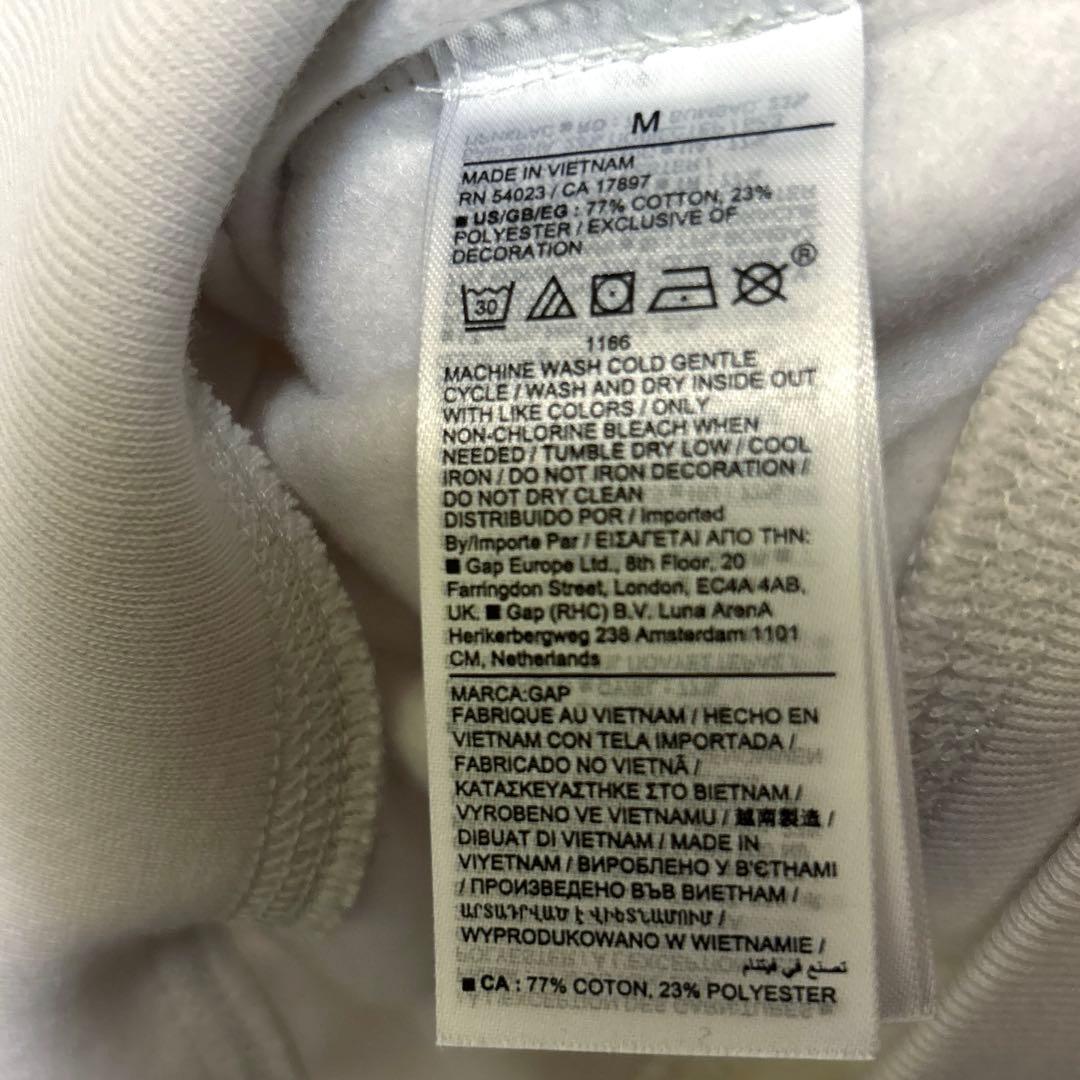 M
MADE IN VIETNAM
RN 54023 / CA 17897
■ US/GB/EG : 77% COTTON, 23%
POLYESTER / EXCLUSIVE OF
DECORATION
30
®
1166
MACHINE WASH COLD GENTLE
CYCLE / WASH AND DRY INSIDE OUT
WITH LIKE COLORS / ONLY
NON-CHLORINE BLEACH WHEN
NEEDED / TUMBLE DRY LOW / COOL
IRON / DO NOT IRON DECORATION /
DO NOT DRY CLEAN
DISTRIBUIDO POR / Imported
By/Importe Par / ΕΙΣΑΓΕΤΑΙ ΑΠΟ ΤΗΝ:
■ Gap Europe Ltd., 8th Floor, 20
Farringdon Street, London, EC4A 4AB,
UK. ■ Gap (RHC) B.V. Luna ArenA
Herikerbergweg 238 Amsterdam 1101
CM, Netherlands
MARCA:GAP
FABRIQUE AU VIETNAM / HECHO EN
VIETNAM CON TELA IMPORTADA /
FABRICADO NO VIETNÃ /
ΚΑΤΑΣΚΕΥΑΣΤΗΚΕ ΣΤΟ ΒΙΕΤΝΑΜ /
VYROBENO VE VIETNAMU / 越南製造 /
DIBUAT DI VIETNAM / MADE IN
VIYETNAM / ВИРОБЛЕНО У В'ЄТНАМІ
/ ПРОИЗВЕДЕНО ВЪВ ВИЕТНАМ /
ԱՐՏԱԴՐՎԱԾ Է ՎԻԵՏՆԱՄՈՒՄ /
WYPRODUKOWANO W WIETNAMIE /
تصنع في فيتنام
■ CA : 77% COTON, 23% POLYESTER